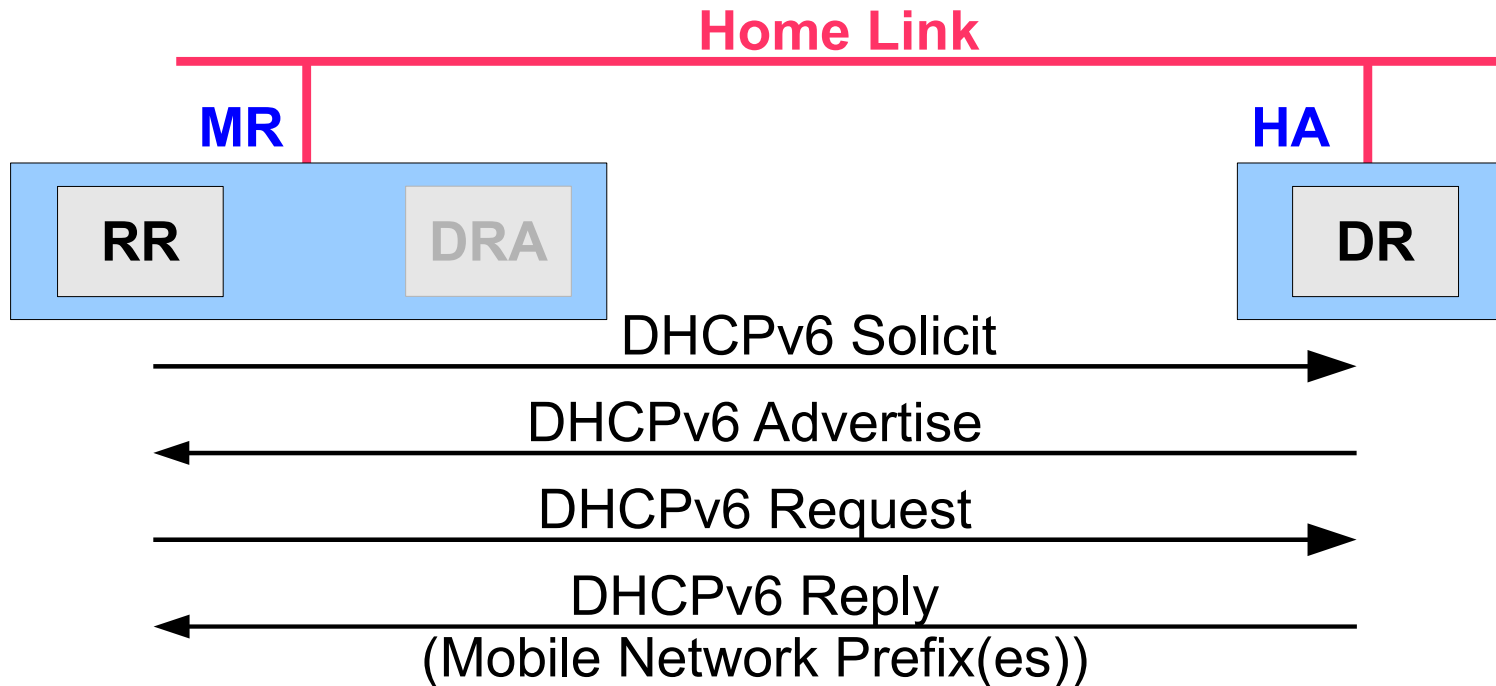 Home Link
MR
HA
RR
DRA
DR
DHCPv6 Solicit
DHCPv6 Advertise
DHCPv6 Request
DHCPv6 Reply
(Mobile Network Prefix(es))